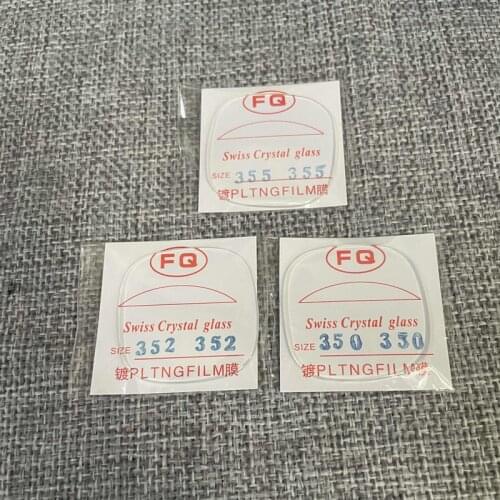 FQ
Swiss Crystal glass
SIZE 355 355
镀PLTNGFILM膜
FQ
Swiss Crystal glass
SIZE 352 352
镀PLTNGFILM膜
FQ
Swiss Crystal glass
SIZE 350 350
镀PLTNGFILM膜